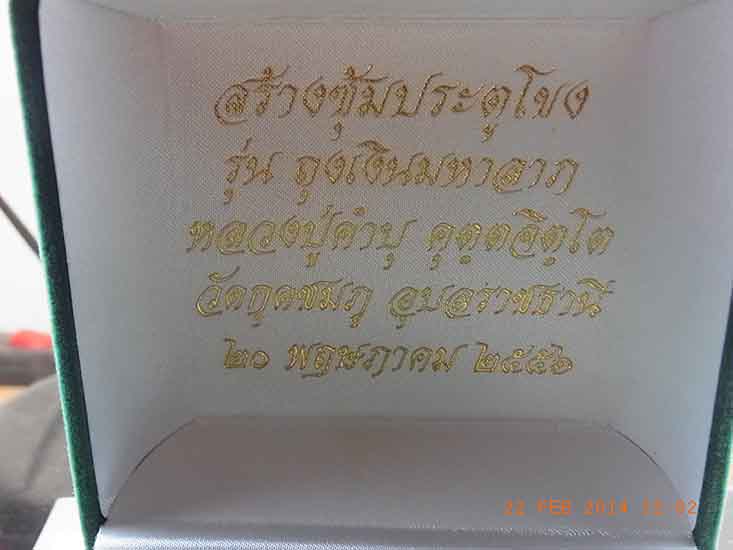 สร้างซุ้มประตูโขง
รุ่น ถุงเงินมหาลาภ
หลวงปู่คำบุ คุตฺตจิตฺโต
วัดกุดชมภู อุบลราชธานี
๒๐ พฤษภาคม ๒๕๕๖
22 FEB 2014